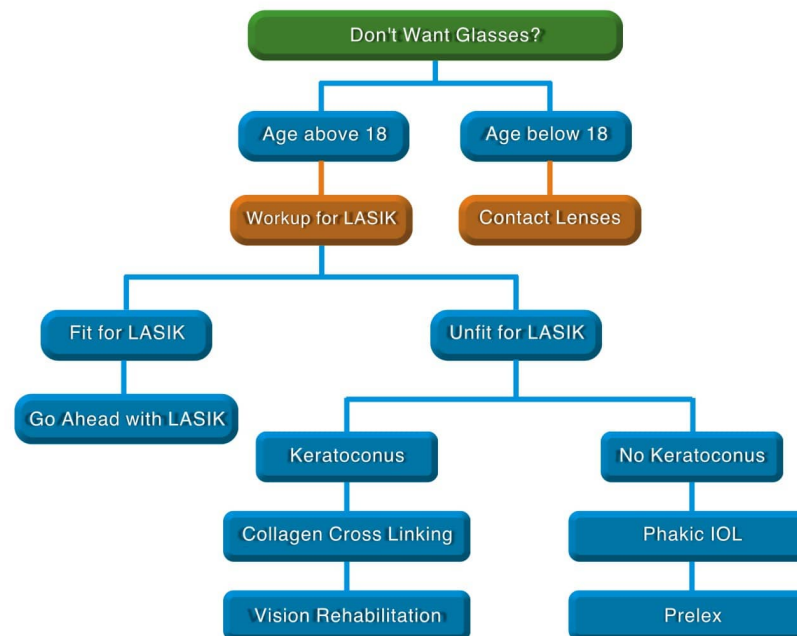 Don't Want Glasses?
Age above 18
Age below 18
Workup for LASIK
Contact Lenses
Fit for LASIK
Unfit for LASIK
Go Ahead with LASIK
Keratoconus
No Keratoconus
Collagen Cross Linking
Phakic IOL
Vision Rehabilitation
Prelex